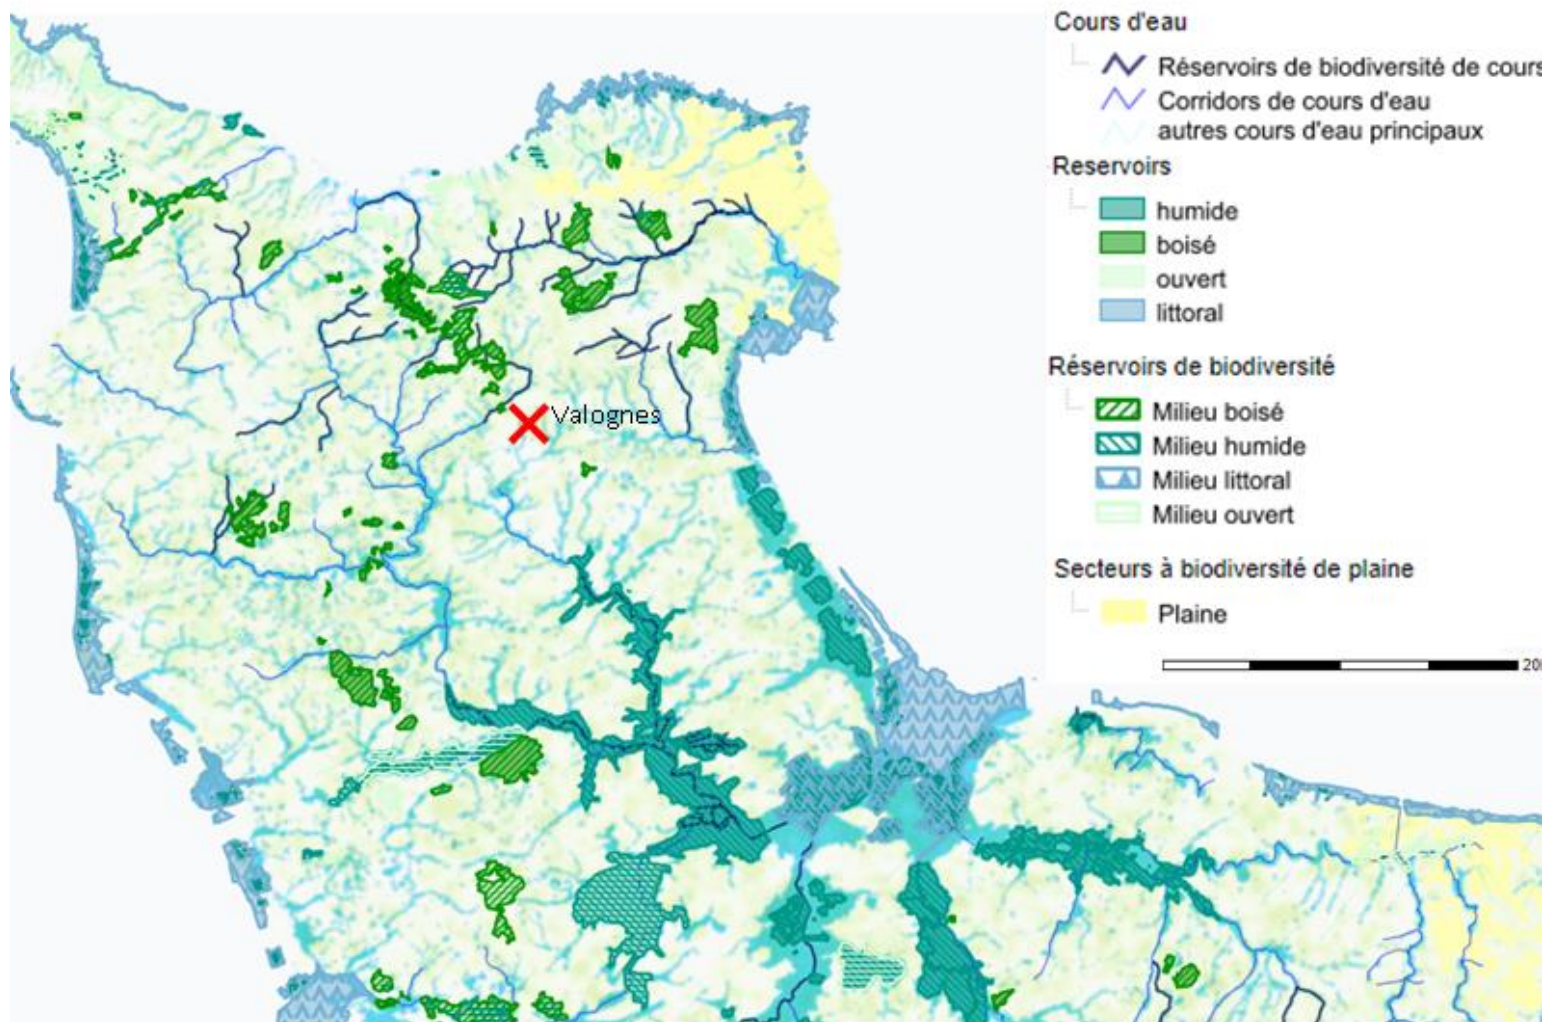 Cours d'eau
Réservoirs de biodiversité de cours
Corridors de cours d'eau
autres cours d'eau principaux
Reservoirs
humide
boisé
ouvert
littoral
Réservoirs de biodiversité
Milieu boisé
Milieu humide
Milieu littoral
Milieu ouvert
Secteurs à biodiversité de plaine
Plaine
20
Valognes